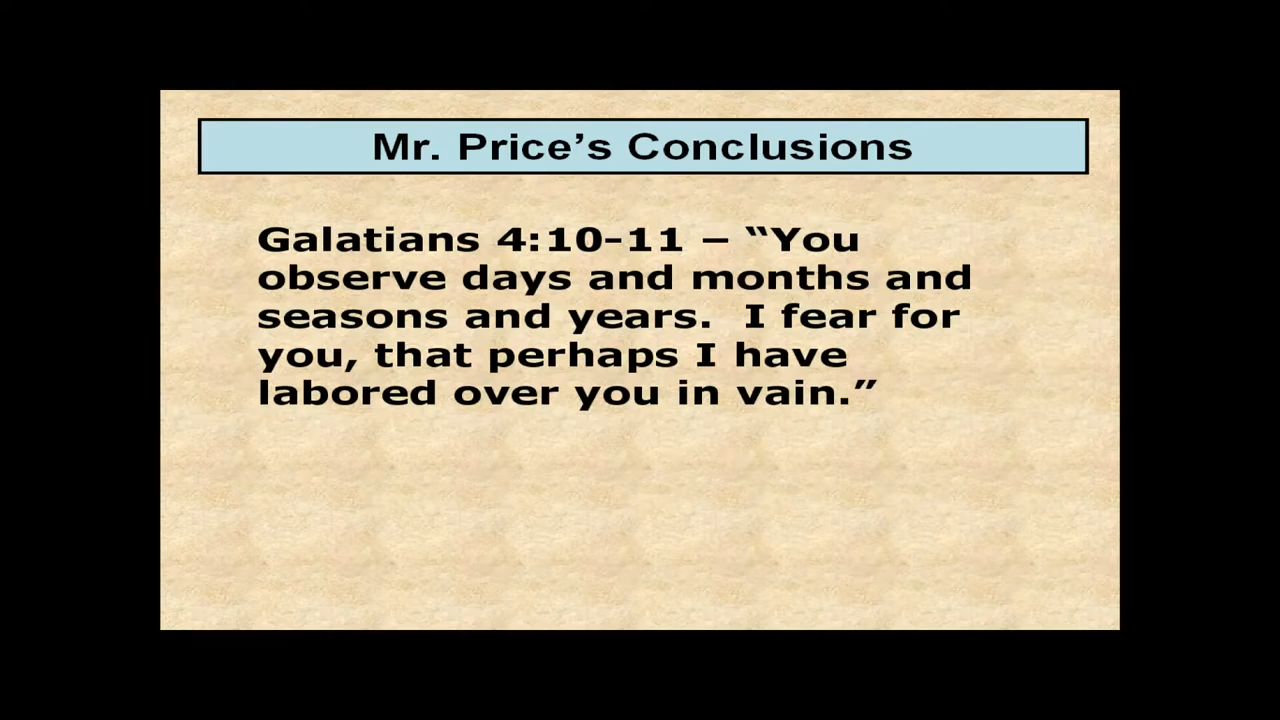 Mr. Price’s Conclusions
Galatians 4:10-11 – “You
observe days and months and
seasons and years.  I fear for
you, that perhaps I have
labored over you in vain.”